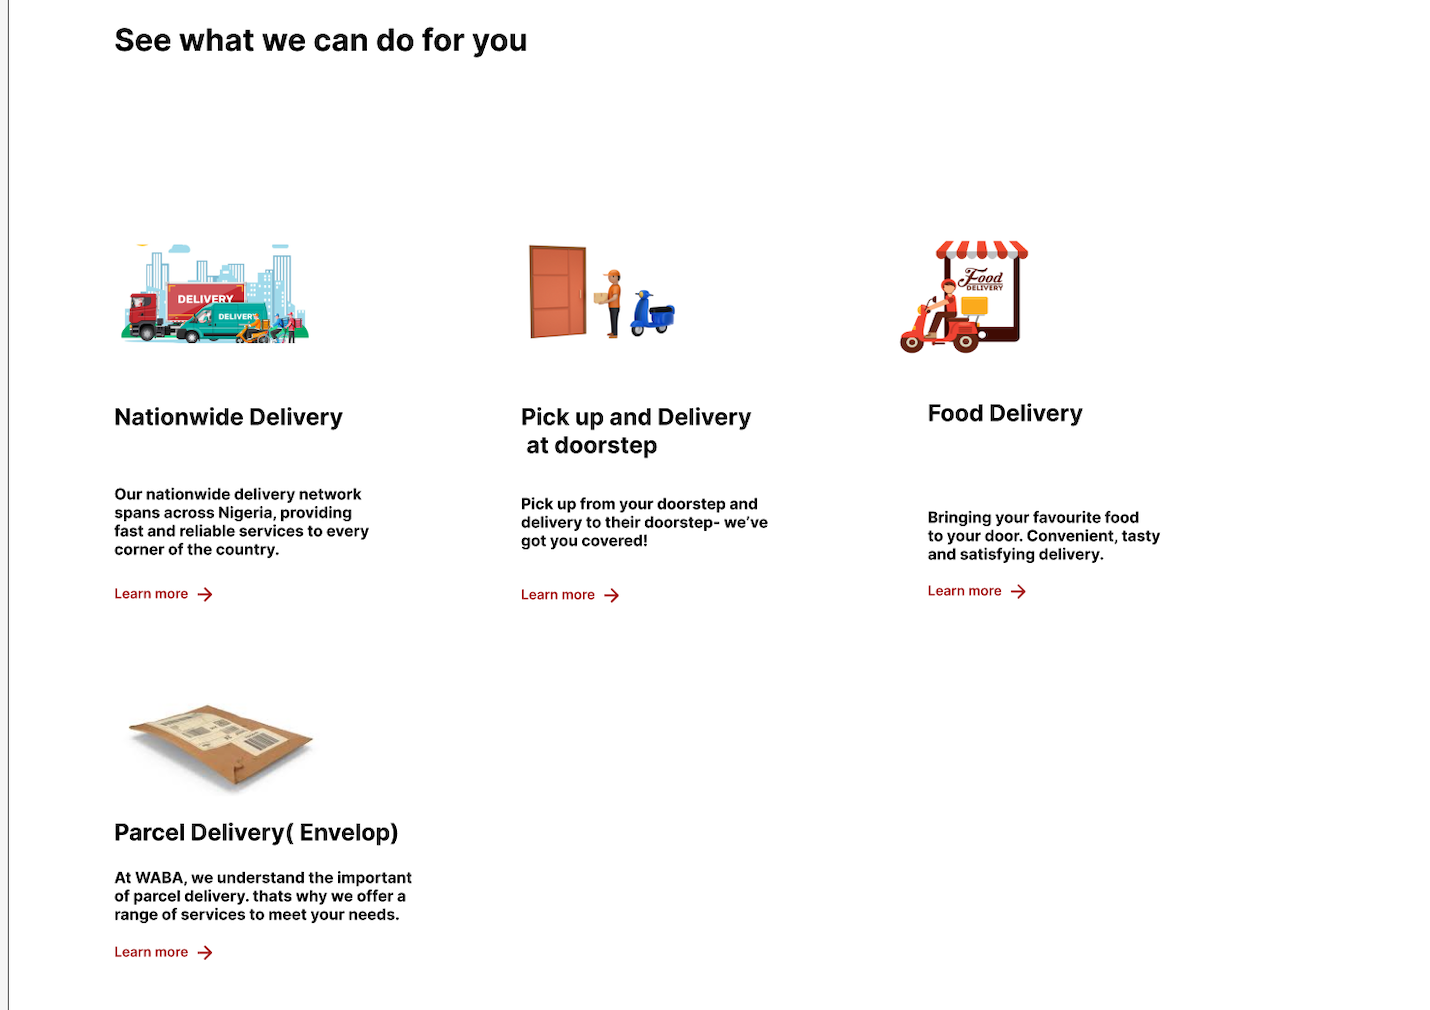 See what we can do for you
DELIVERY
DELIVERY
Food
DELIVERY
Nationwide Delivery
Pick up and Delivery
at doorstep
Food Delivery
Our nationwide delivery network
spans across Nigeria, providing
fast and reliable services to every
corner of the country.
Learn more
Pick up from your doorstep and
delivery to their doorstep- we’ve
got you covered!
Learn more
Bringing your favourite food
to your door. Convenient, tasty
and satisfying delivery.
Learn more
Parcel Delivery( Envelop)
At WABA, we understand the important
of parcel delivery. thats why we offer a
range of services to meet your needs.
Learn more